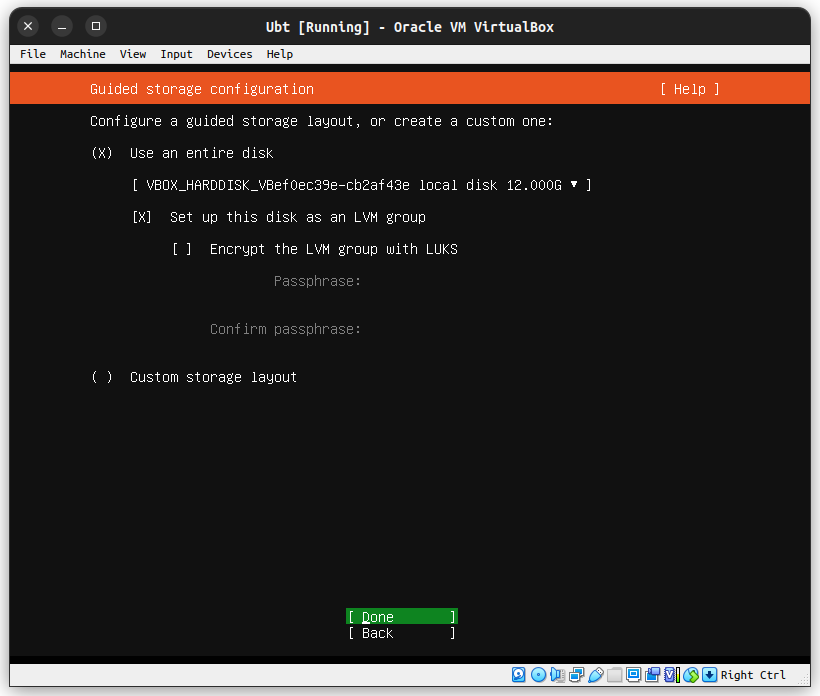 Ubt [Running] - Oracle VM VirtualBox
File Machine View Input Devices Help
Guided storage configuration [ Help ]
Configure a guided storage layout, or create a custom one:
(X) Use an entire disk
[ VBOX_HARDDISK_VBef0ec39e-cb2af43e local disk 12.000G ▾ ]
[X] Set up this disk as an LVM group
[ ] Encrypt the LVM group with LUKS
Passphrase:
Confirm passphrase:
( ) Custom storage layout
[ Done ]
[ Back ]
Right Ctrl